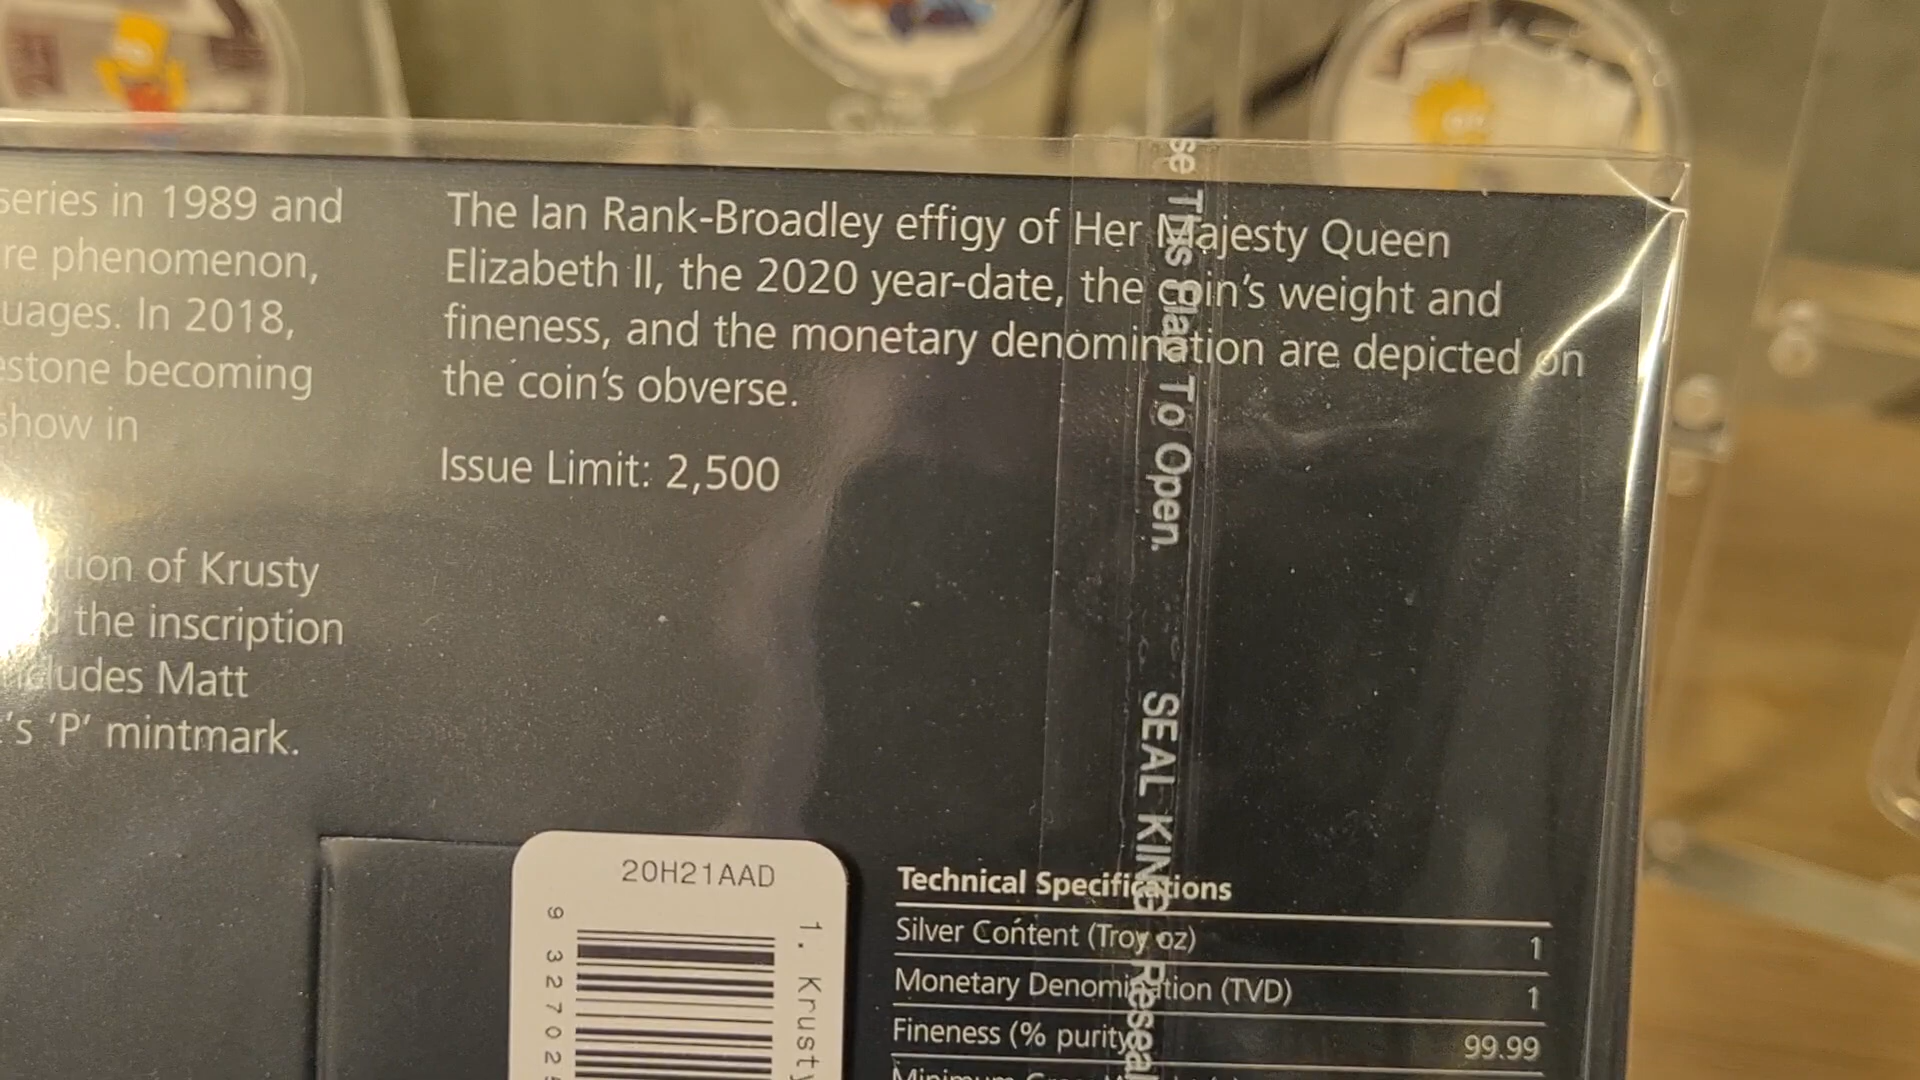 series in 1989 and
re phenomenon,
uages. In 2018,
estone becoming
show in
tion of Krusty
the inscription
ludes Matt
's 'P' mintmark.
The Ian Rank-Broadley effigy of Her Majesty Queen
Elizabeth II, the 2020 year-date, the coin's weight and
fineness, and the monetary denomination are depicted on
the coin's obverse.
Issue Limit: 2,500
se This Flap To Open.
SEAL KING
Reseal
20H21AAD
9 327025
1. Krusty
Technical Specifications
Silver Content (Troy oz) 1
Monetary Denomination (TVD) 1
Fineness (% purity) 99.99